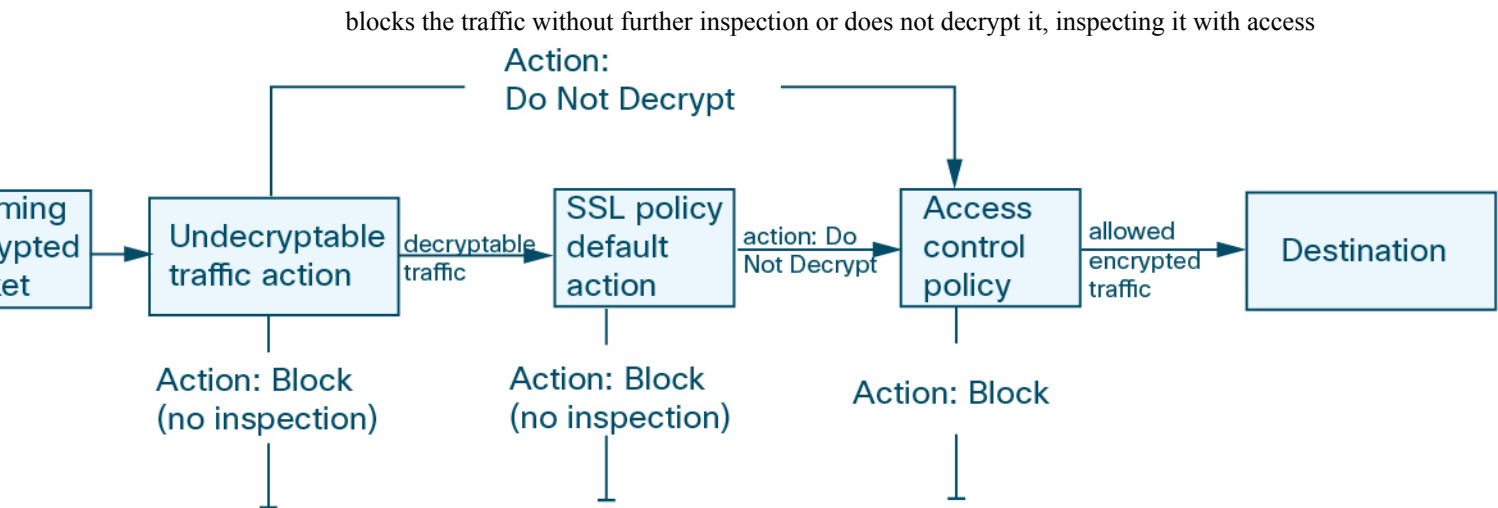 blocks the traffic without further inspection or does not decrypt it, inspecting it with access
Action:
Do Not Decrypt
Undecryptable
traffic action
decryptable
traffic
SSL policy
default
action
action: Do
Not Decrypt
Access
control
policy
allowed
encrypted
traffic
Destination
Action: Block
(no inspection)
Action: Block
(no inspection)
Action: Block